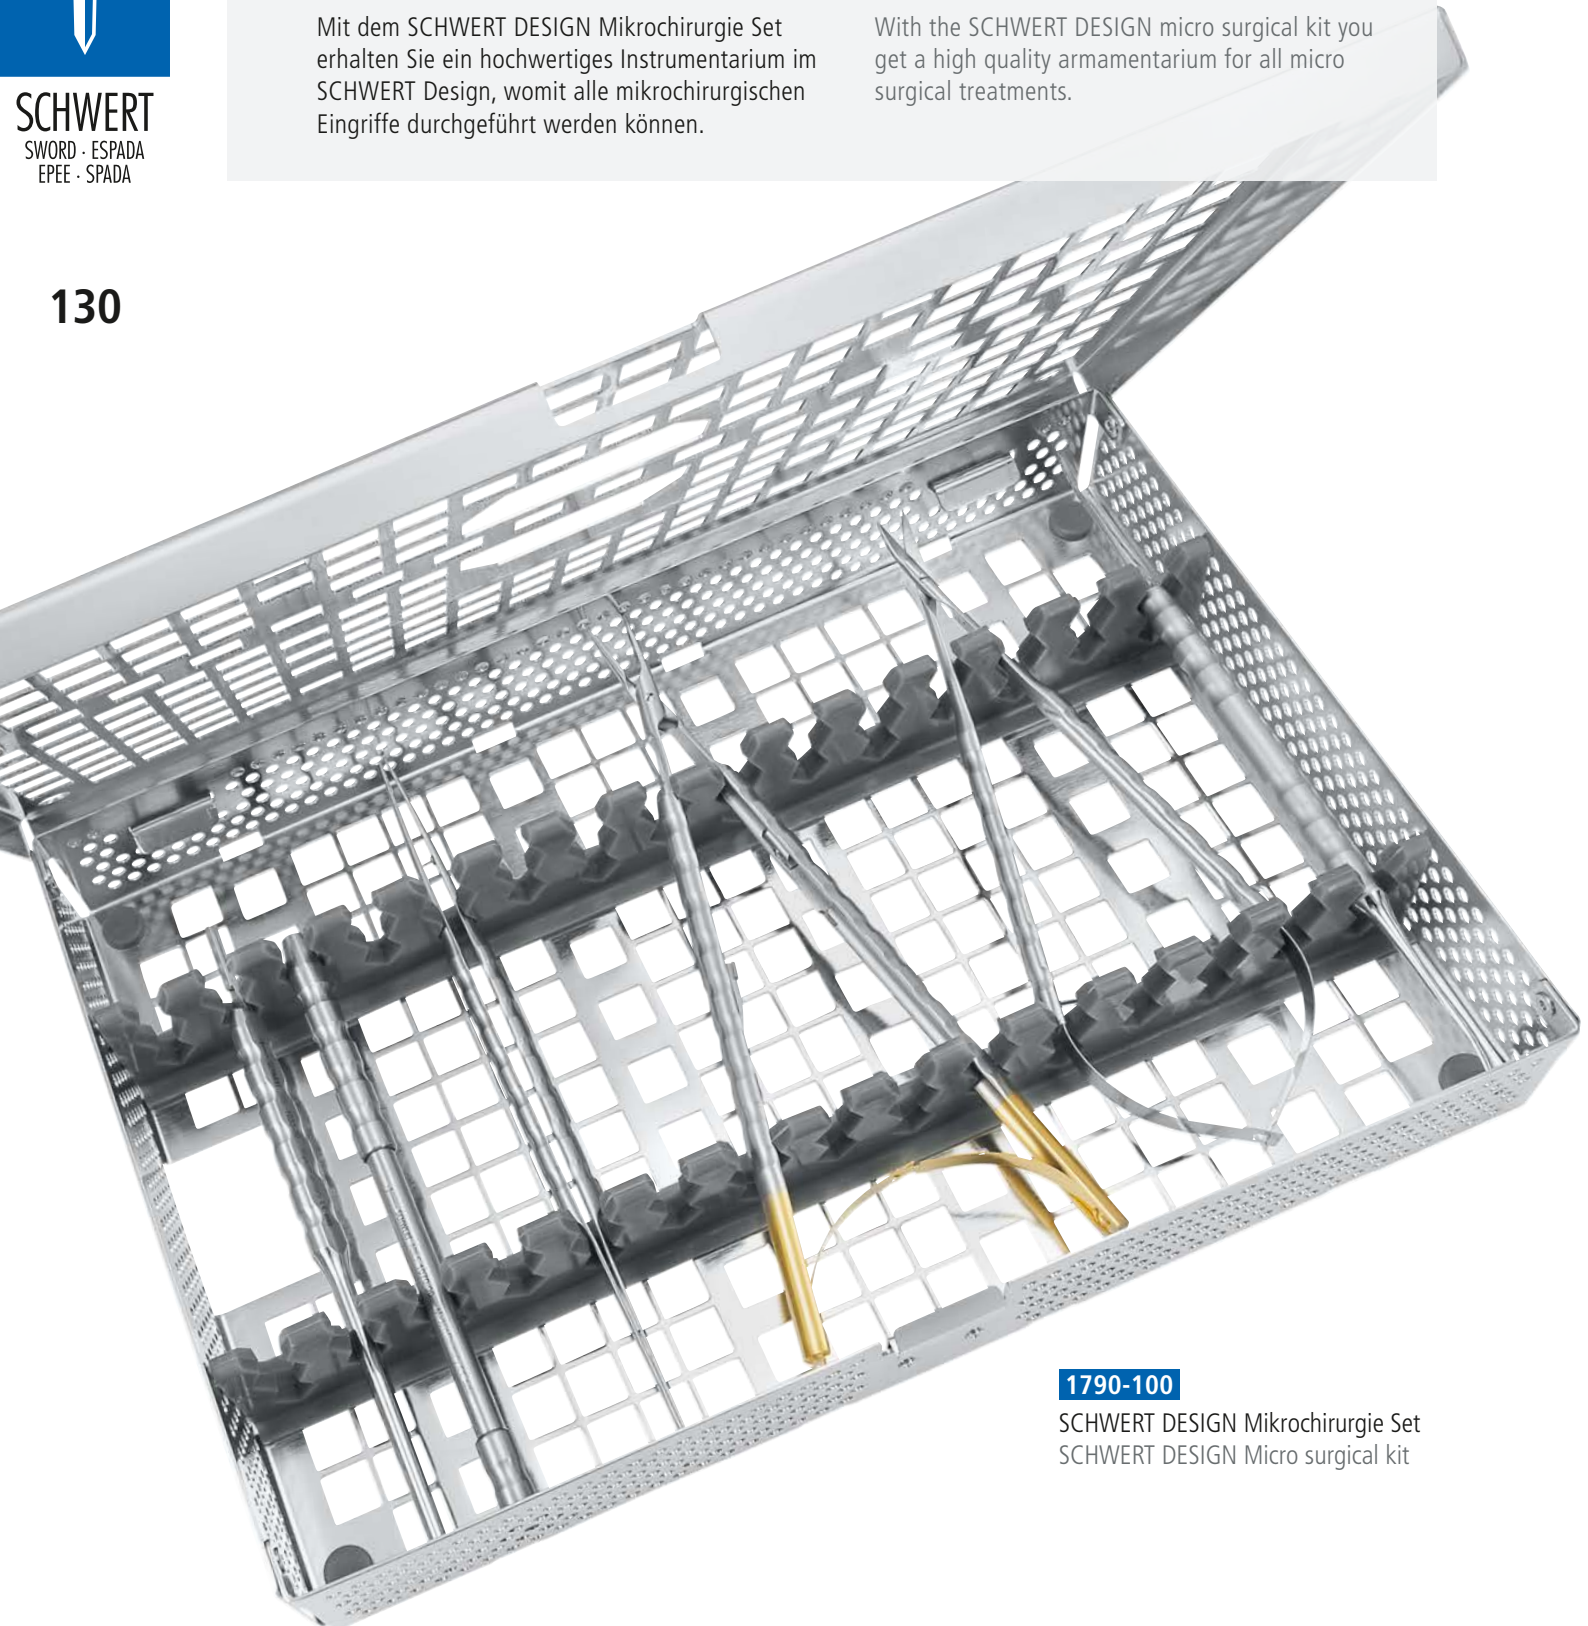 SCHWERT
SWORD · ESPADA
EPEE · SPADA
Mit dem SCHWERT DESIGN Mikrochirurgie Set
erhalten Sie ein hochwertiges Instrumentarium im
SCHWERT Design, womit alle mikrochirurgischen
Eingriffe durchgeführt werden können.
With the SCHWERT DESIGN micro surgical kit you
get a high quality armamentarium for all micro
surgical treatments.
130
1790-100
SCHWERT DESIGN Mikrochirurgie Set
SCHWERT DESIGN Micro surgical kit